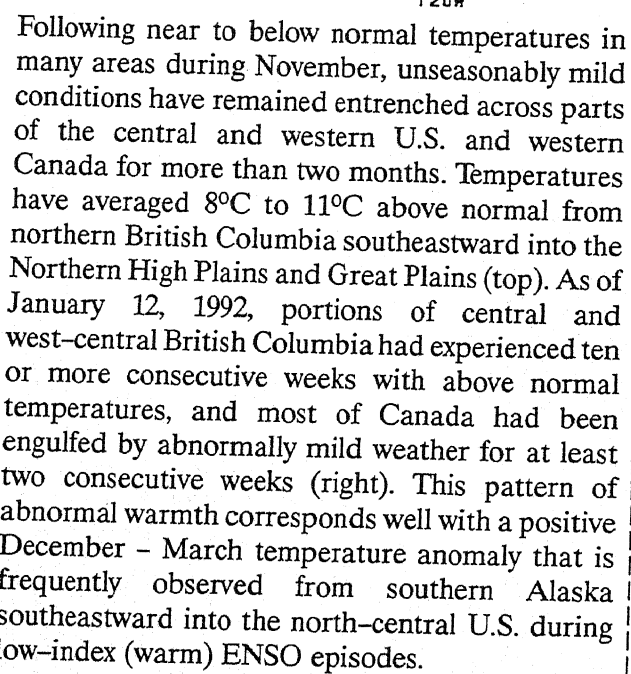 Following near to below normal temperatures in
many areas during November, unseasonably mild
conditions have remained entrenched across parts
of the central and western U.S. and western
Canada for more than two months. Temperatures
have averaged 8ºC to 11ºC above normal from
northern British Columbia southeastward into the
Northern High Plains and Great Plains (top). As of
January 12, 1992, portions of central and
west–central British Columbia had experienced ten
or more consecutive weeks with above normal
temperatures, and most of Canada had been
engulfed by abnormally mild weather for at least
two consecutive weeks (right). This pattern of
abnormal warmth corresponds well with a positive
December – March temperature anomaly that is
frequently observed from southern Alaska
southeastward into the north–central U.S. during
low–index (warm) ENSO episodes.